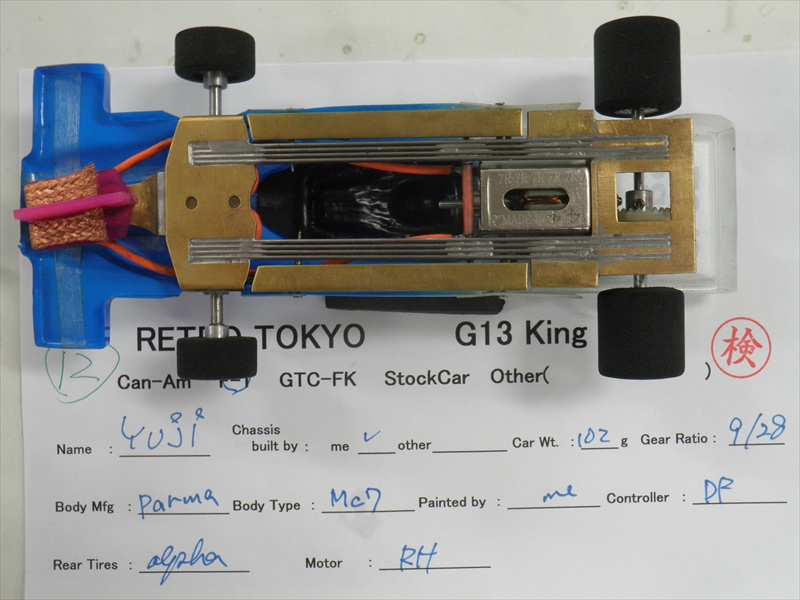 RETRO TOKYO G13 King
検
12
Can-Am F-1 GTC-FK StockCar Other( )
Name : Yuji Chassis built by : me ✓ other Car Wt. : 102 g Gear Ratio : 9/28
Body Mfg : parma Body Type : Mc7 Painted by : me Controller : DF
Rear Tires : alpha Motor : RH